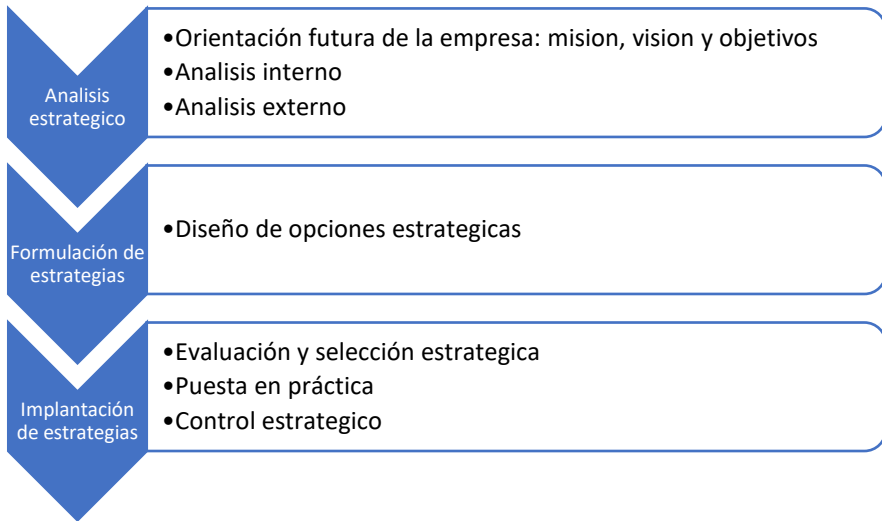 Analisis
estrategico
•Orientación futura de la empresa: mision, vision y objetivos
•Analisis interno
•Analisis externo
Formulación de
estrategias
•Diseño de opciones estrategicas
Implantación
de estrategias
•Evaluación y selección estrategica
•Puesta en práctica
•Control estrategico